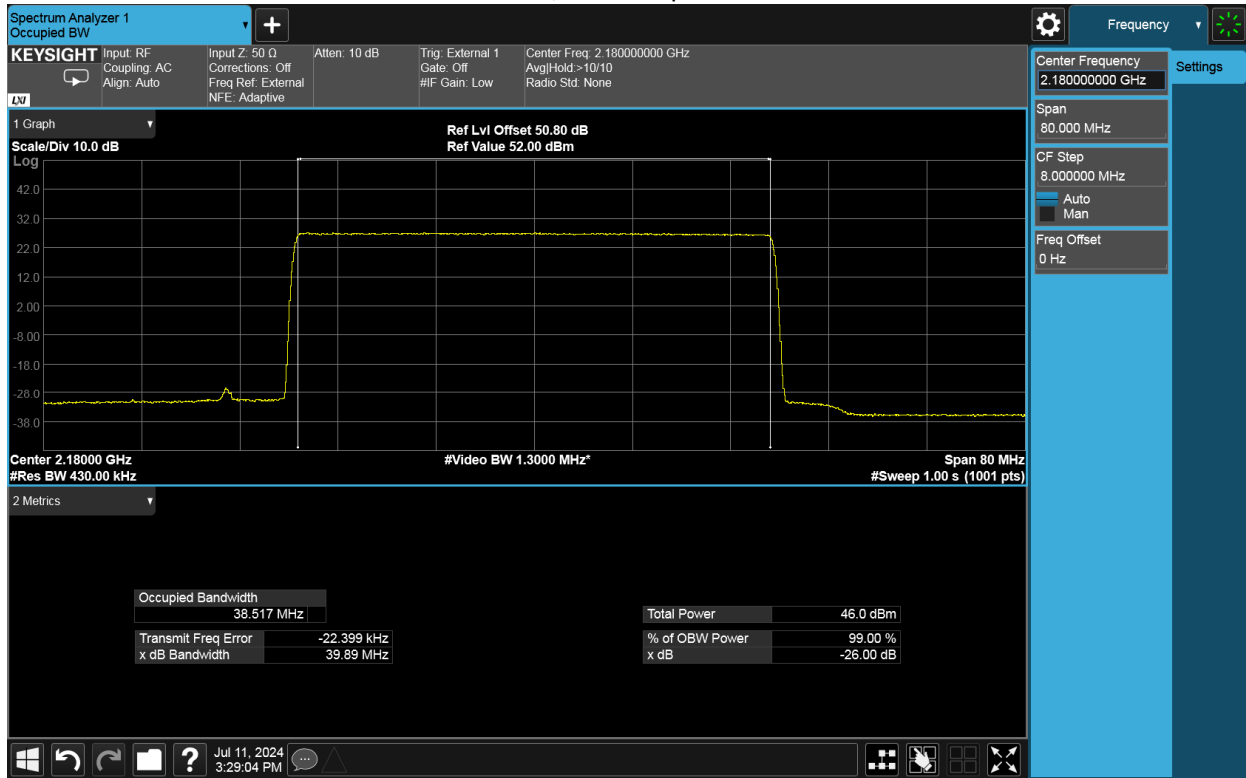 Spectrum Analyzer 1
Occupied BW
Frequency
KEYSIGHT
LXI
Input: RF
Coupling: AC
Align: Auto
Input Z: 50 Ω
Corrections: Off
Freq Ref: External
NFE: Adaptive
Atten: 10 dB
Trig: External 1
Gate: Off
#IF Gain: Low
Center Freq: 2.180000000 GHz
Avg|Hold:>10/10
Radio Std: None
1 Graph
Scale/Div 10.0 dB
Ref Lvl Offset 50.80 dB
Ref Value 52.00 dBm
Log
42.0
32.0
22.0
12.0
2.00
-8.00
-18.0
-28.0
-38.0
Center 2.18000 GHz
#Res BW 430.00 kHz
#Video BW 1.3000 MHz*
Span 80 MHz
#Sweep 1.00 s (1001 pts)
2 Metrics
Occupied Bandwidth
38.517 MHz
Transmit Freq Error -22.399 kHz
x dB Bandwidth 39.89 MHz
Total Power 46.0 dBm
% of OBW Power 99.00 %
x dB -26.00 dB
Center Frequency
2.180000000 GHz
Settings
Span
80.000 MHz
CF Step
8.000000 MHz
Auto
Man
Freq Offset
0 Hz
?
Jul 11, 2024
3:29:04 PM